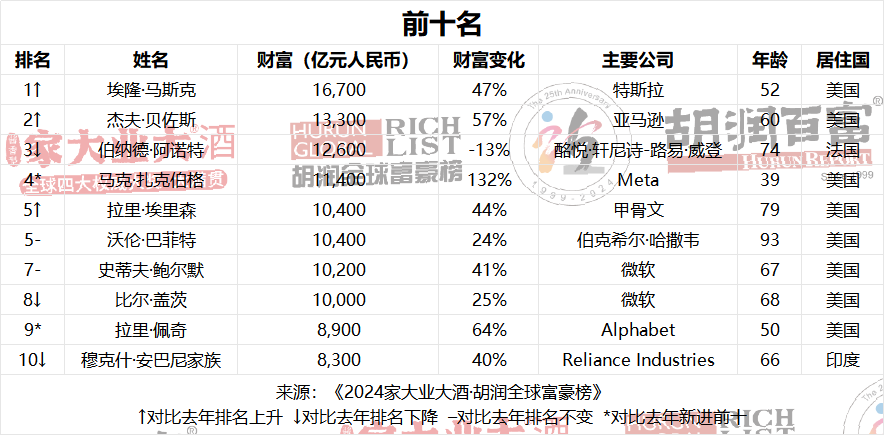 前十名
排名 姓名 财富（亿元人民币） 财富变化 主要公司 年龄 居住国
1↑ 埃隆·马斯克 16,700 47% 特斯拉 52 美国
2↑ 杰夫·贝佐斯 13,300 57% 亚马逊 60 美国
3↓ 伯纳德·阿诺特 12,600 -13% 酩悦·轩尼诗-路易·威登 74 法国
4* 马克·扎克伯格 11,400 132% Meta 39 美国
5↑ 拉里·埃里森 10,400 44% 甲骨文 79 美国
5- 沃伦·巴菲特 10,400 24% 伯克希尔·哈撒韦 93 美国
7- 史蒂夫·鲍尔默 10,200 41% 微软 67 美国
8↓ 比尔·盖茨 10,000 25% 微软 68 美国
9* 拉里·佩奇 8,900 64% Alphabet 50 美国
10↓ 穆克什·安巴尼家族 8,300 40% Reliance Industries 66 印度
来源：《2024家大业大酒·胡润全球富豪榜》
↑对比去年排名上升 ↓对比去年排名下降 –对比去年排名不变 *对比去年新进前十
家大业大酒
HURUN
RICH
LIST
胡润全球富豪榜
The 25th Anniversary
1999-2024
胡润百富
HURUN REPORT
RICH
LIST